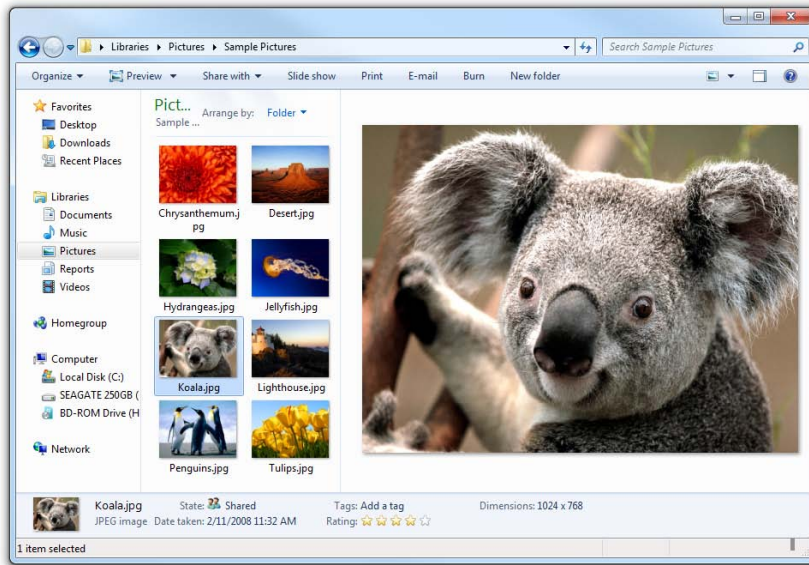 Libraries ▸ Pictures ▸ Sample Pictures
Search Sample Pictures
Organize Preview Share with Slide show Print E-mail Burn New folder
Favorites
Desktop
Downloads
Recent Places
Libraries
Documents
Music
Pictures
Reports
Videos
Homegroup
Computer
Local Disk (C:)
SEAGATE 250GB (
BD-ROM Drive (H
Network
Pict...
Sample ...
Arrange by: Folder
Chrysanthemum.j
pg
Desert.jpg
Hydrangeas.jpg
Jellyfish.jpg
Koala.jpg
Lighthouse.jpg
Penguins.jpg
Tulips.jpg
Koala.jpg State: Shared Tags: Add a tag Dimensions: 1024 x 768
JPEG image Date taken: 2/11/2008 11:32 AM Rating:
1 item selected